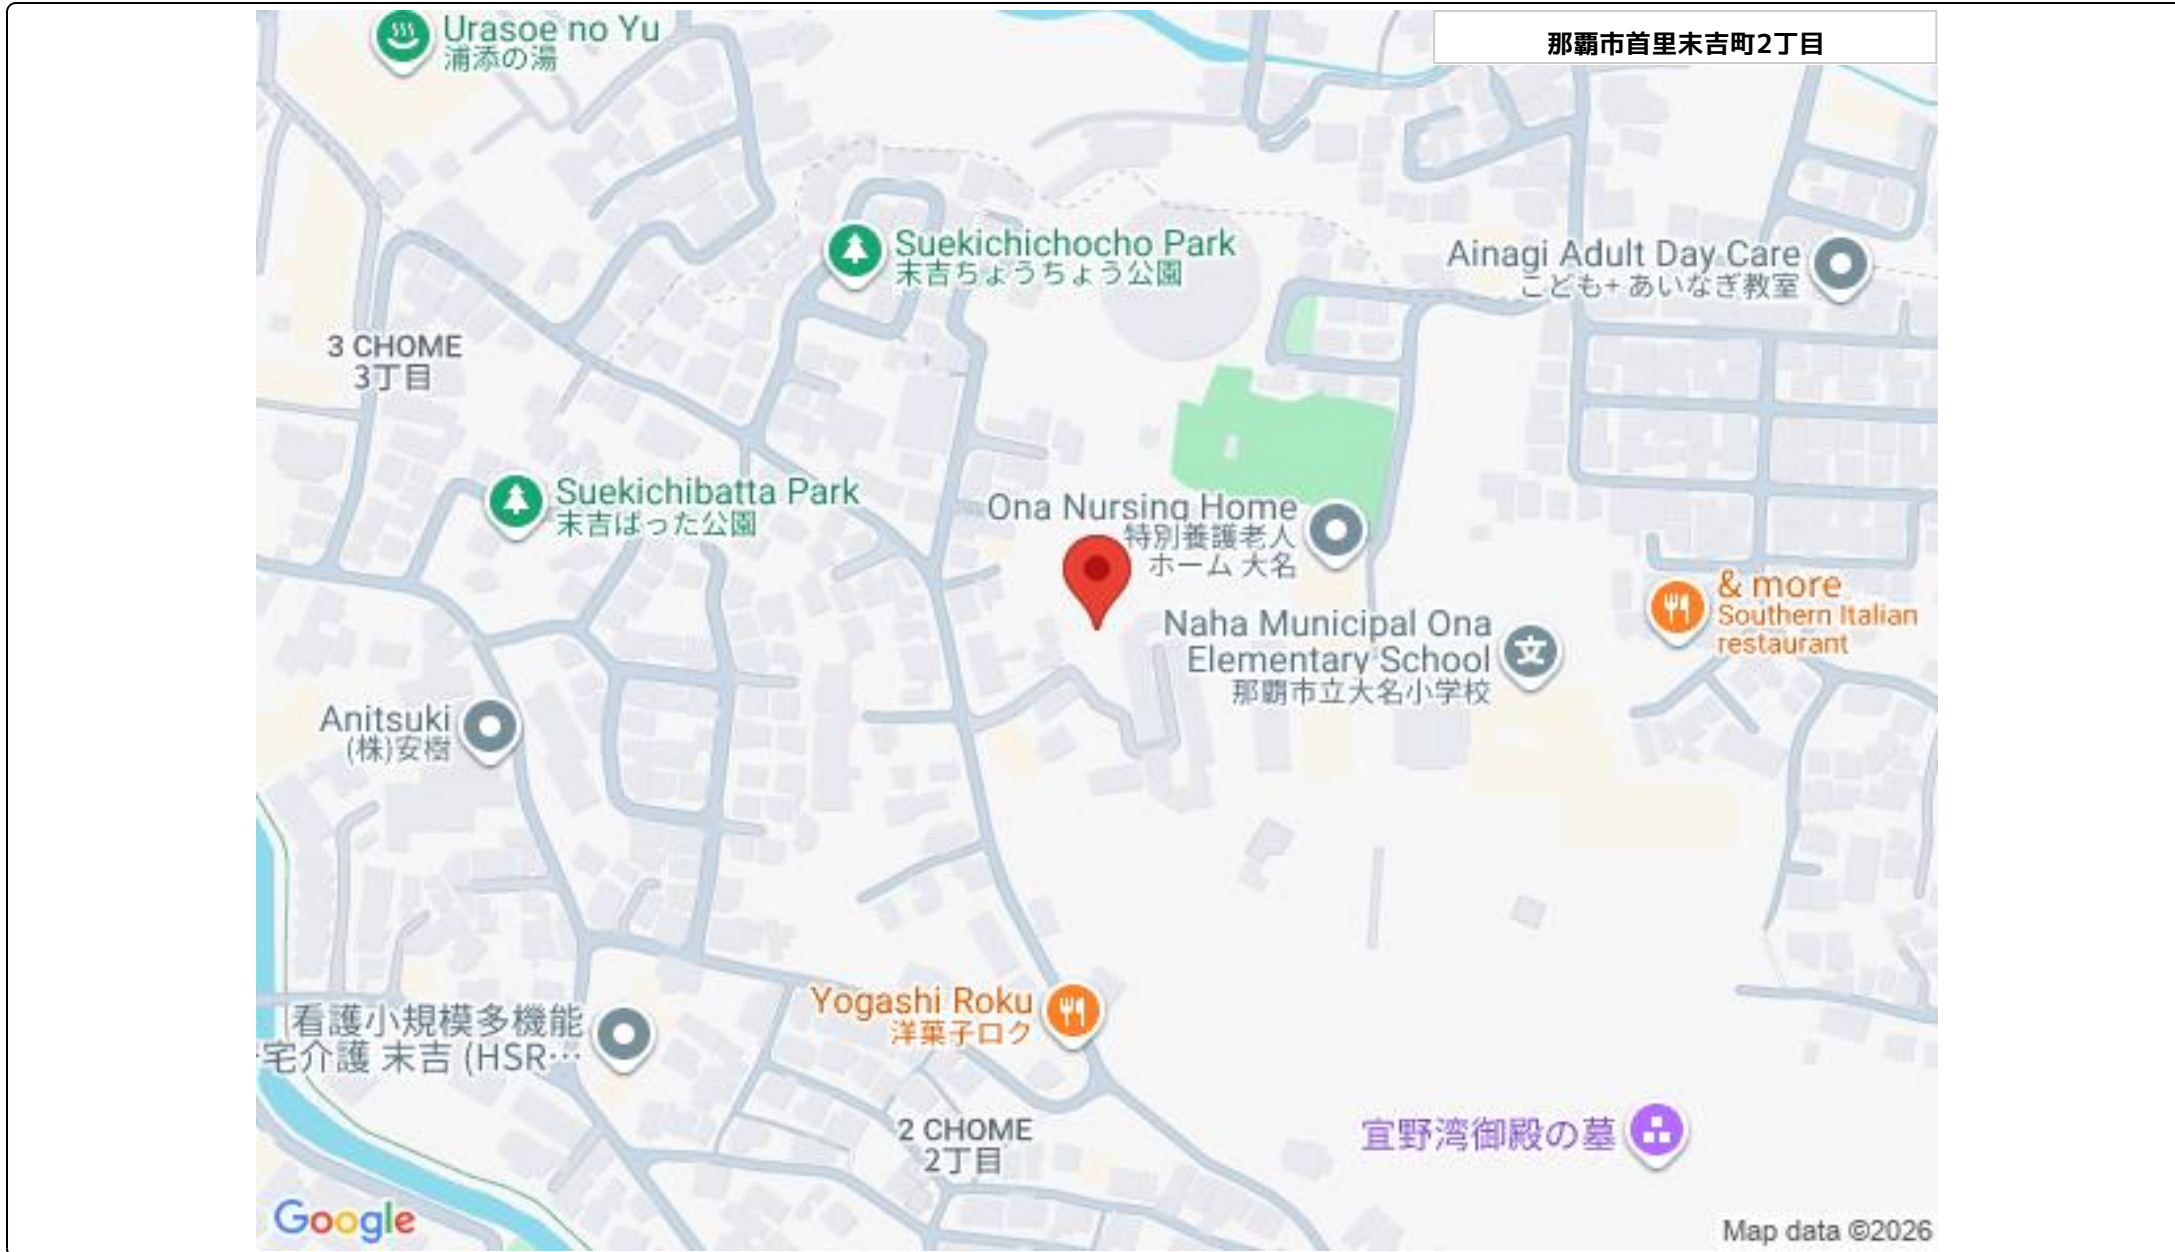 Urasoe no Yu
浦添の湯
那覇市首里末吉町2丁目
Suekichichocho Park
末吉ちょうちょう公園
Ainagi Adult Day Care
こども+ あいなぎ教室
3 CHOME
3丁目
Suekichibatta Park
末吉ばった公園
Ona Nursing Home
特別養護老人
ホーム 大名
& more
Southern Italian
restaurant
Naha Municipal Ona
Elementary School
那覇市立大名小学校
Anitsuki
(株)安樹
Yogashi Roku
洋菓子ロク
看護小規模多機能
宅介護 末吉 (HSR…
2 CHOME
2丁目
宜野湾御殿の墓
Google
Map data ©2026